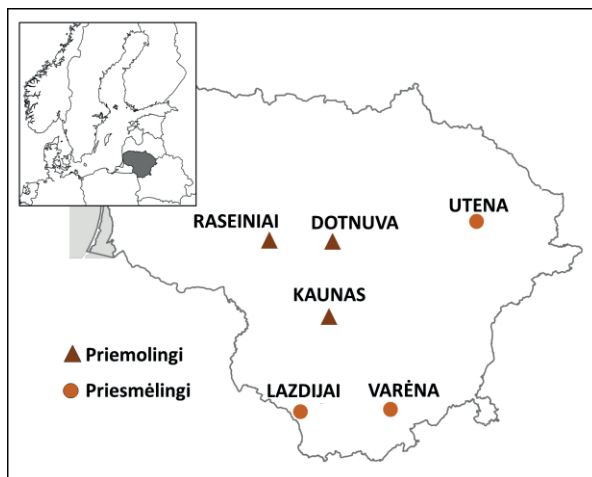 UTENA
RASEINIAI DOTNUVA
KAUNAS
Priemolingi
Priesmėlingi
LAZDIJAI VARĖNA